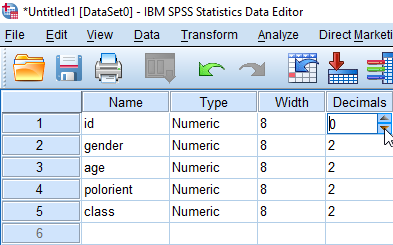 *Untitled1 [DataSet0] - IBM SPSS Statistics Data Editor
File Edit View Data Transform Analyze Direct Marketi
Name Type Width Decimals
1 id Numeric 8 0
2 gender Numeric 8 2
3 age Numeric 8 2
4 polorient Numeric 8 2
5 class Numeric 8 2
6